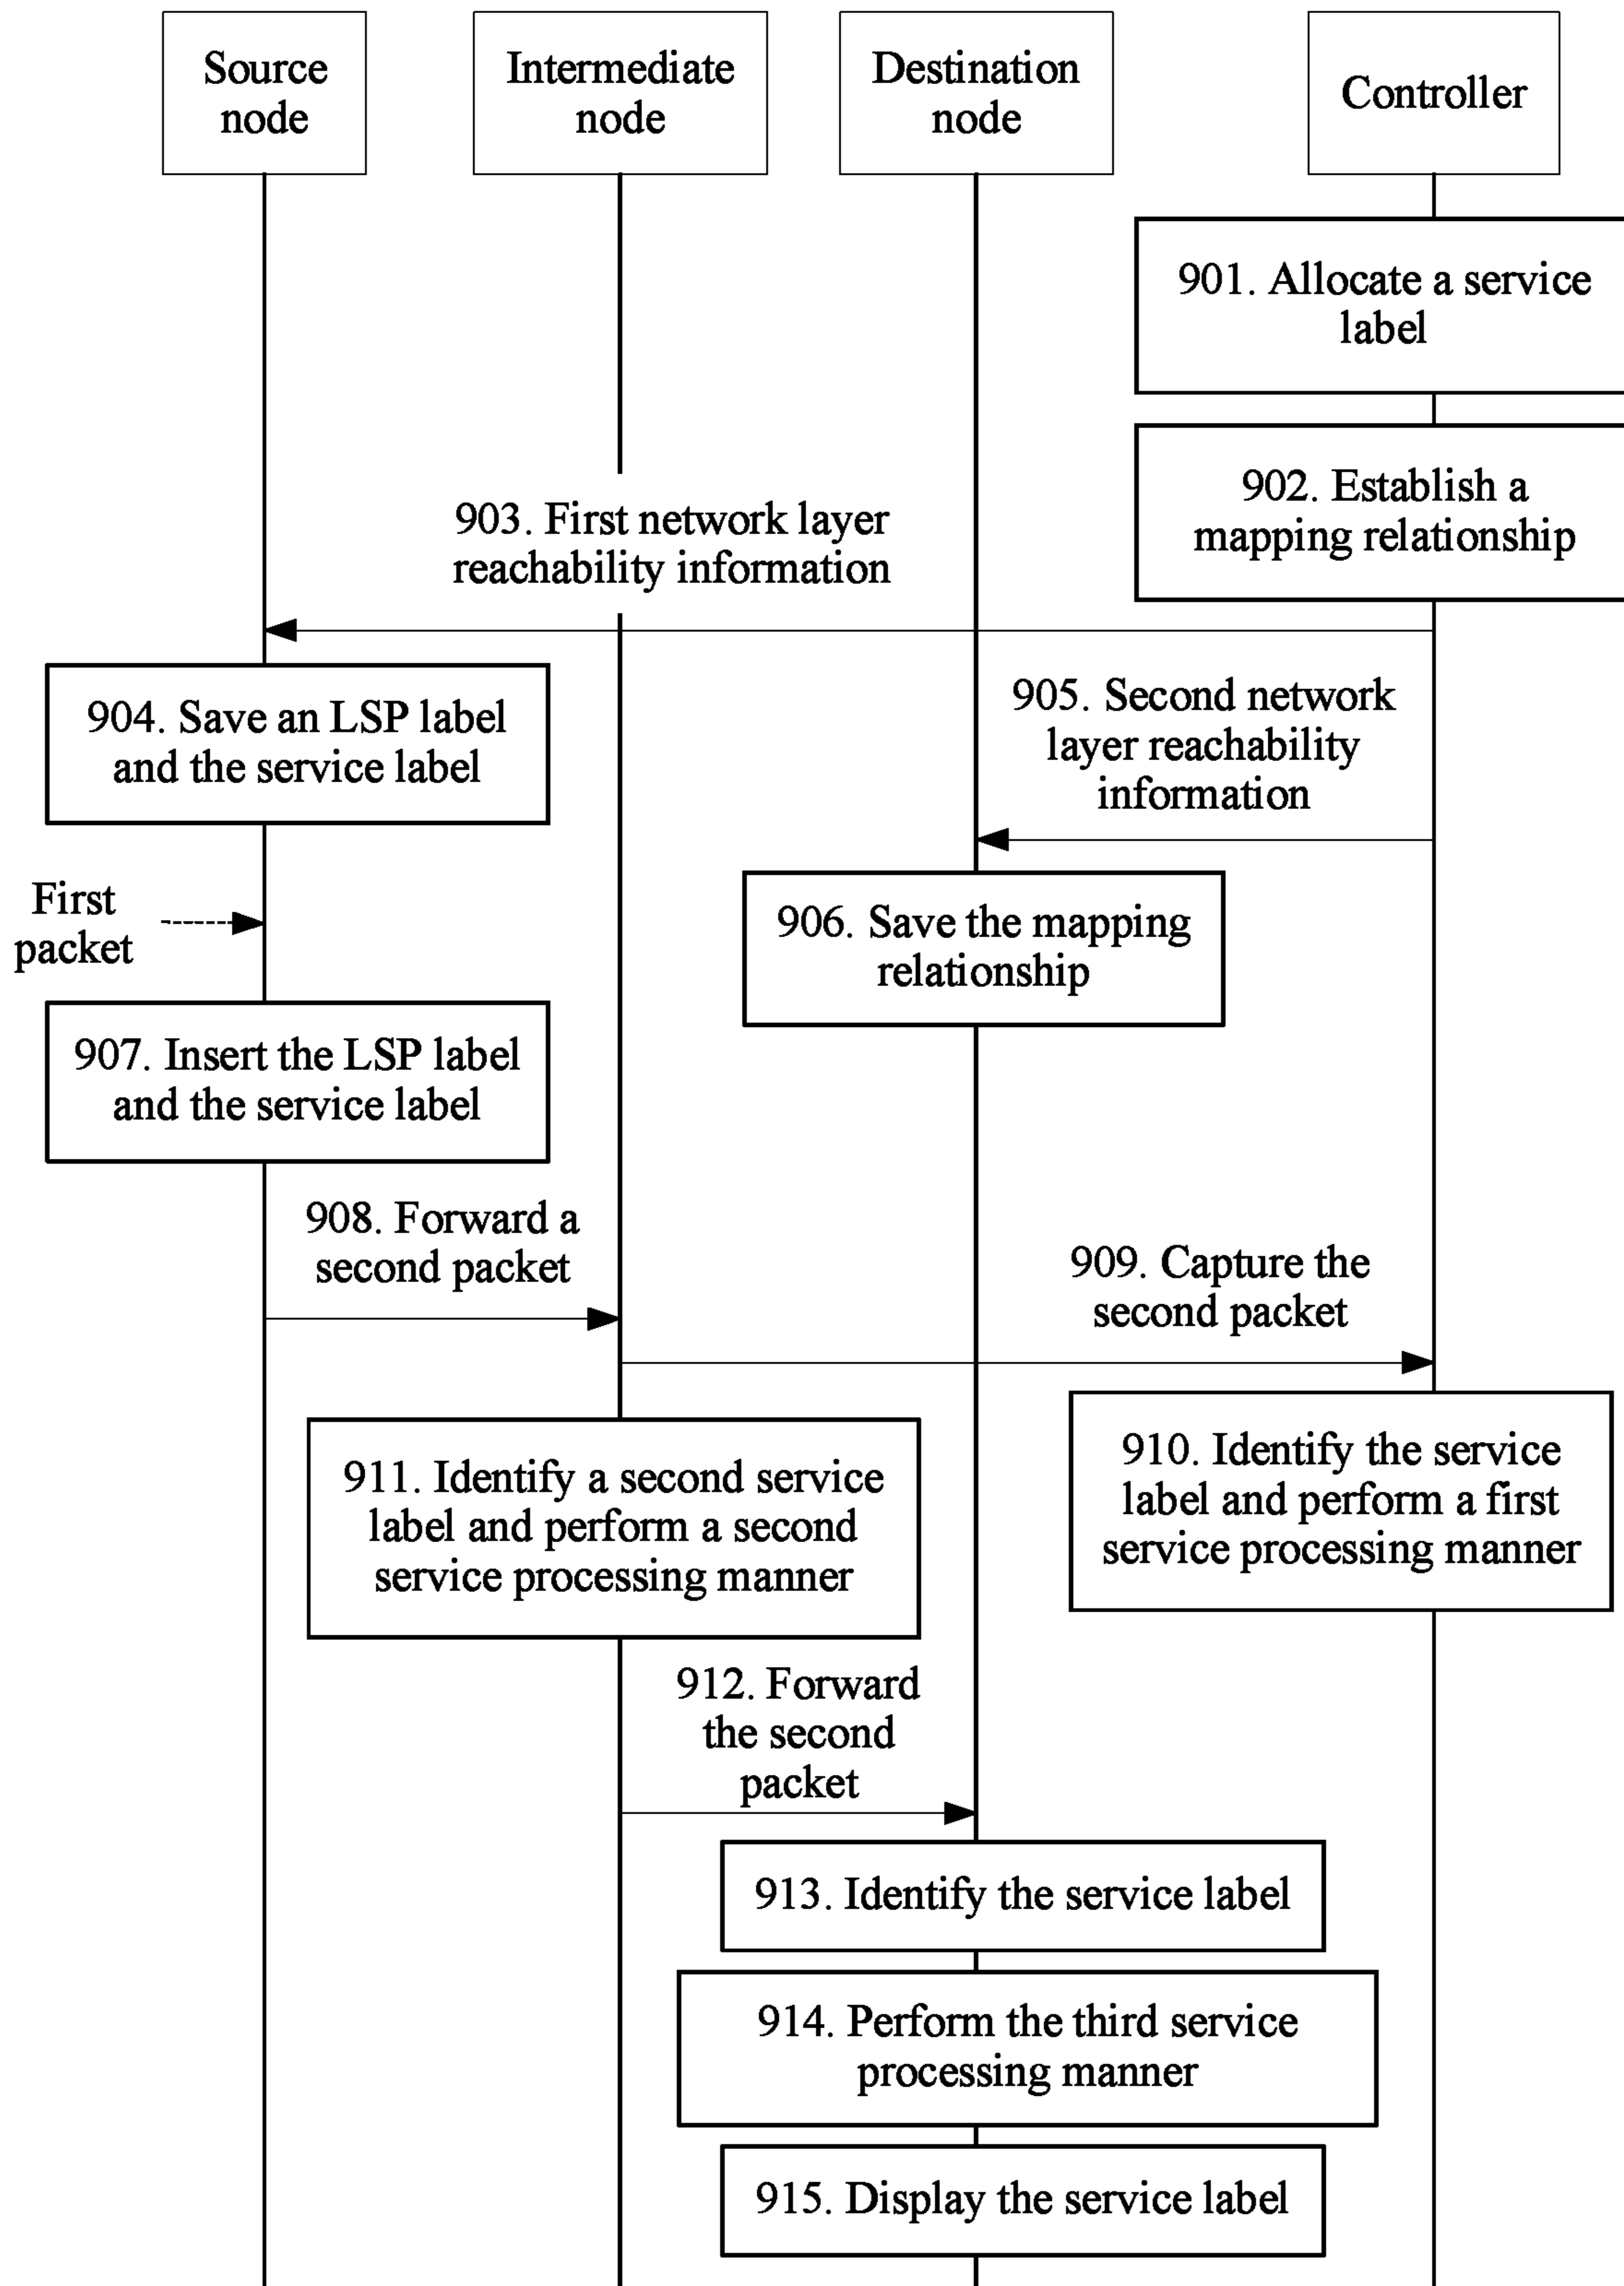 Source
node
Intermediate
node
Destination
node
Controller
901. Allocate a service
label
902. Establish a
mapping relationship
903. First network layer
reachability information
904. Save an LSP label
and the service label
905. Second network
layer reachability
information
First
packet
906. Save the mapping
relationship
907. Insert the LSP label
and the service label
908. Forward a
second packet
909. Capture the
second packet
910. Identify the service
label and perform a first
service processing manner
911. Identify a second service
label and perform a second
service processing manner
912. Forward
the second
packet
913. Identify the service label
914. Perform the third service
processing manner
915. Display the service label